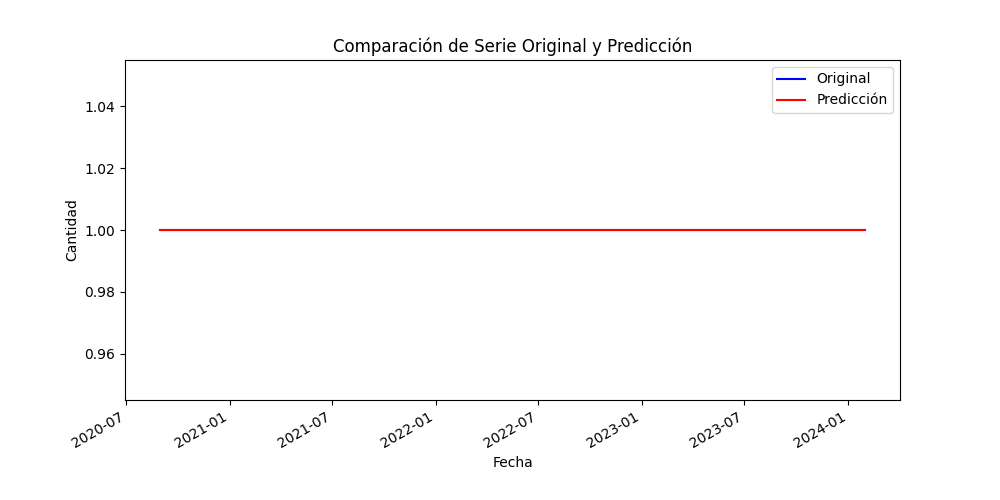 Comparación de Serie Original y Predicción
Original
Predicción
1.04
1.02
1.00
0.98
0.96
Cantidad
2020-07
2021-01
2021-07
2022-01
2022-07
2023-01
2023-07
2024-01
Fecha